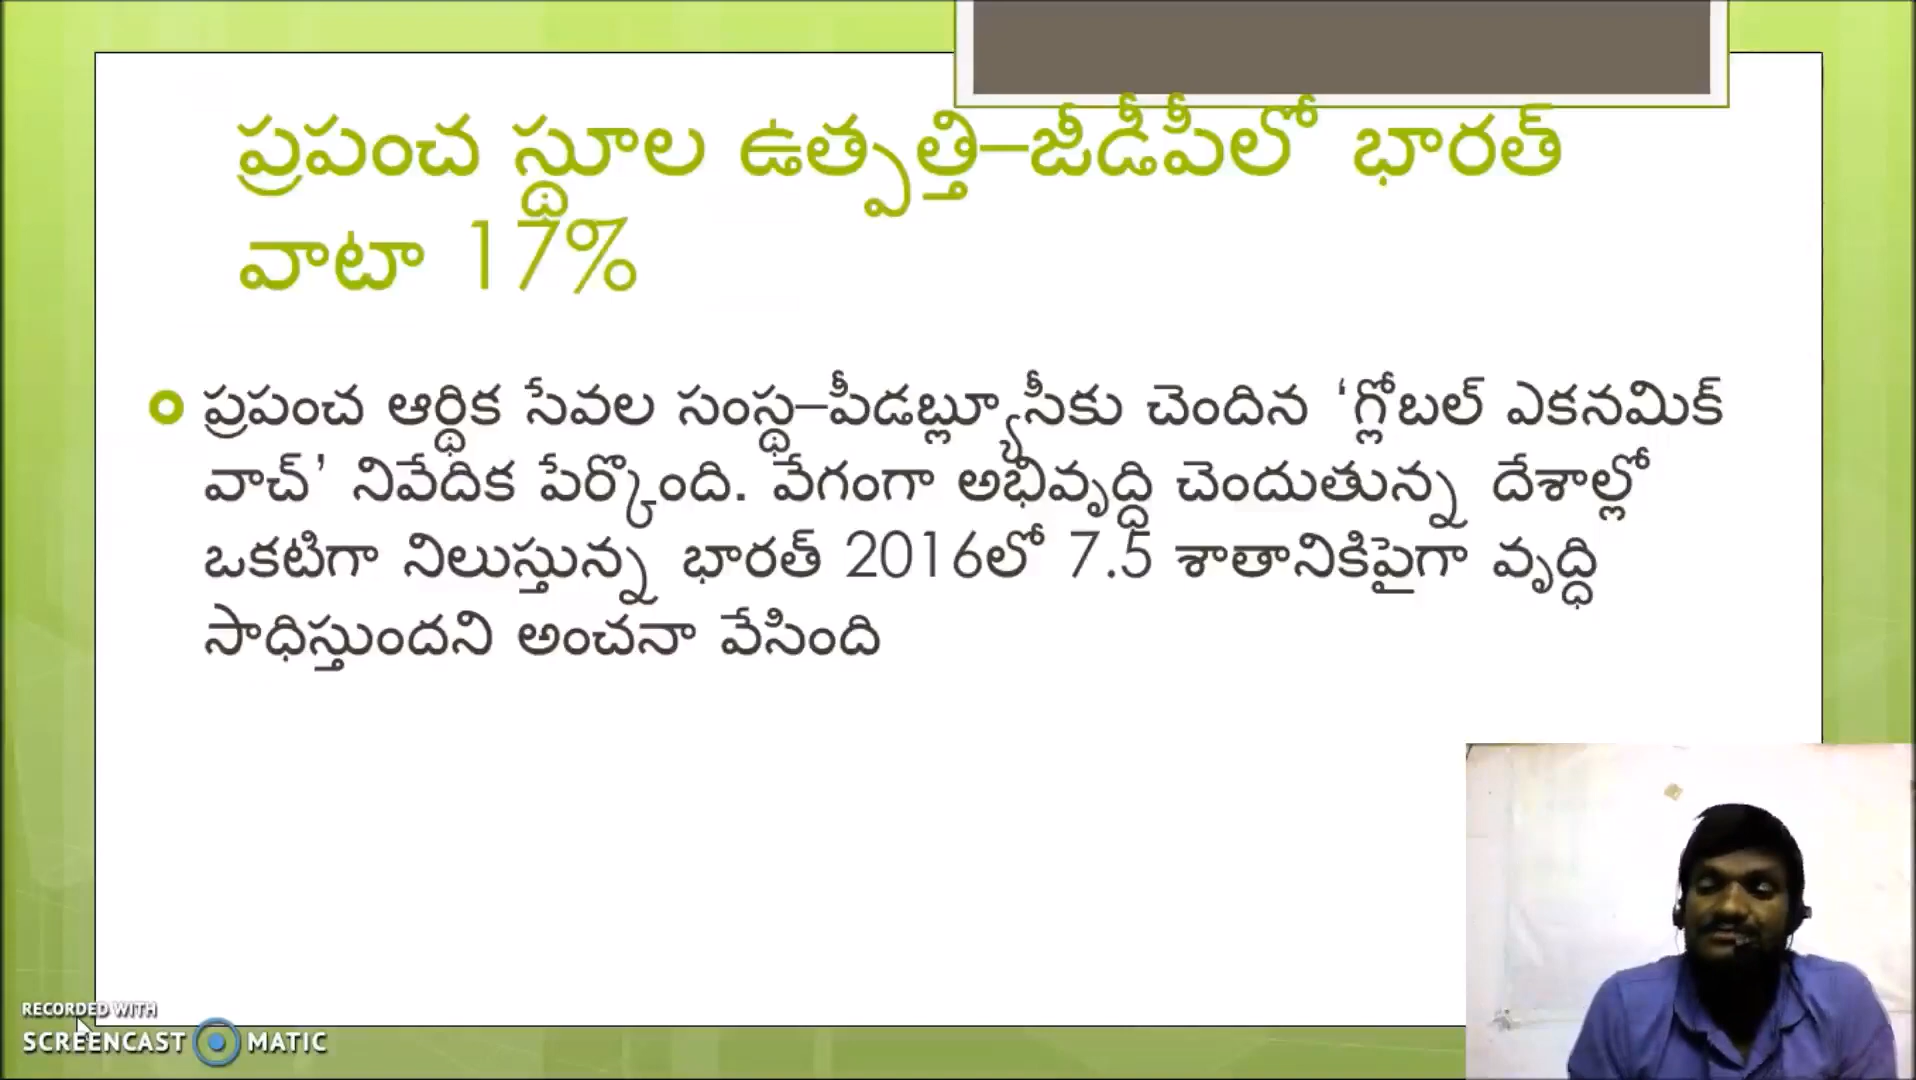 ప్రపంచ స్థూల ఉత్పత్తి–జీడీపీలో భారత్
వాటా 17%
ప్రపంచ ఆర్థిక సేవల సంస్థ–పీడబ్ల్యూసీకు చెందిన ‘గ్లోబల్ ఎకనమిక్
వాచ్’ నివేదిక పేర్కొంది. వేగంగా అభివృద్ధి చెందుతున్న దేశాల్లో
ఒకటిగా నిలుస్తున్న భారత్ 2016లో 7.5 శాతానికిపైగా వృద్ధి
సాధిస్తుందని అంచనా వేసింది
RECORDED WITH
SCREENCAST MATIC